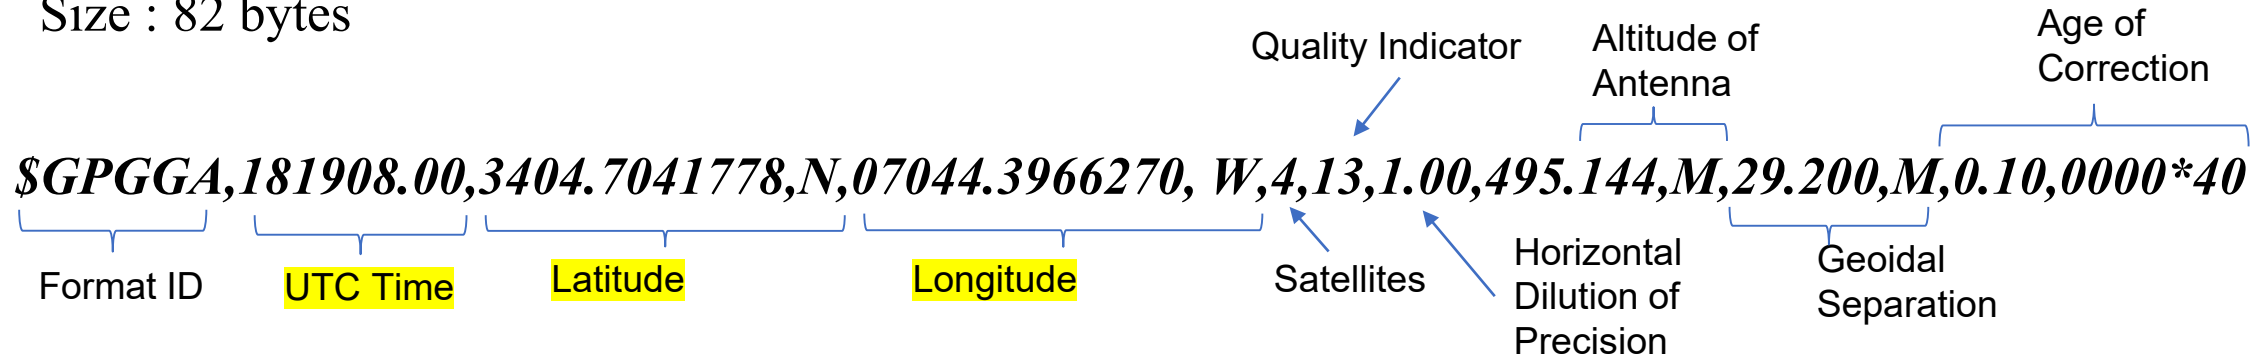 Size : 82 bytes
Quality Indicator
Altitude of
Antenna
Age of
Correction
$GPGGA,181908.00,3404.7041778,N,07044.3966270, W,4,13,1.00,495.144,M,29.200,M,0.10,0000*40
Format ID
UTC Time
Latitude
Longitude
Satellites
Horizontal
Dilution of
Precision
Geoidal
Separation